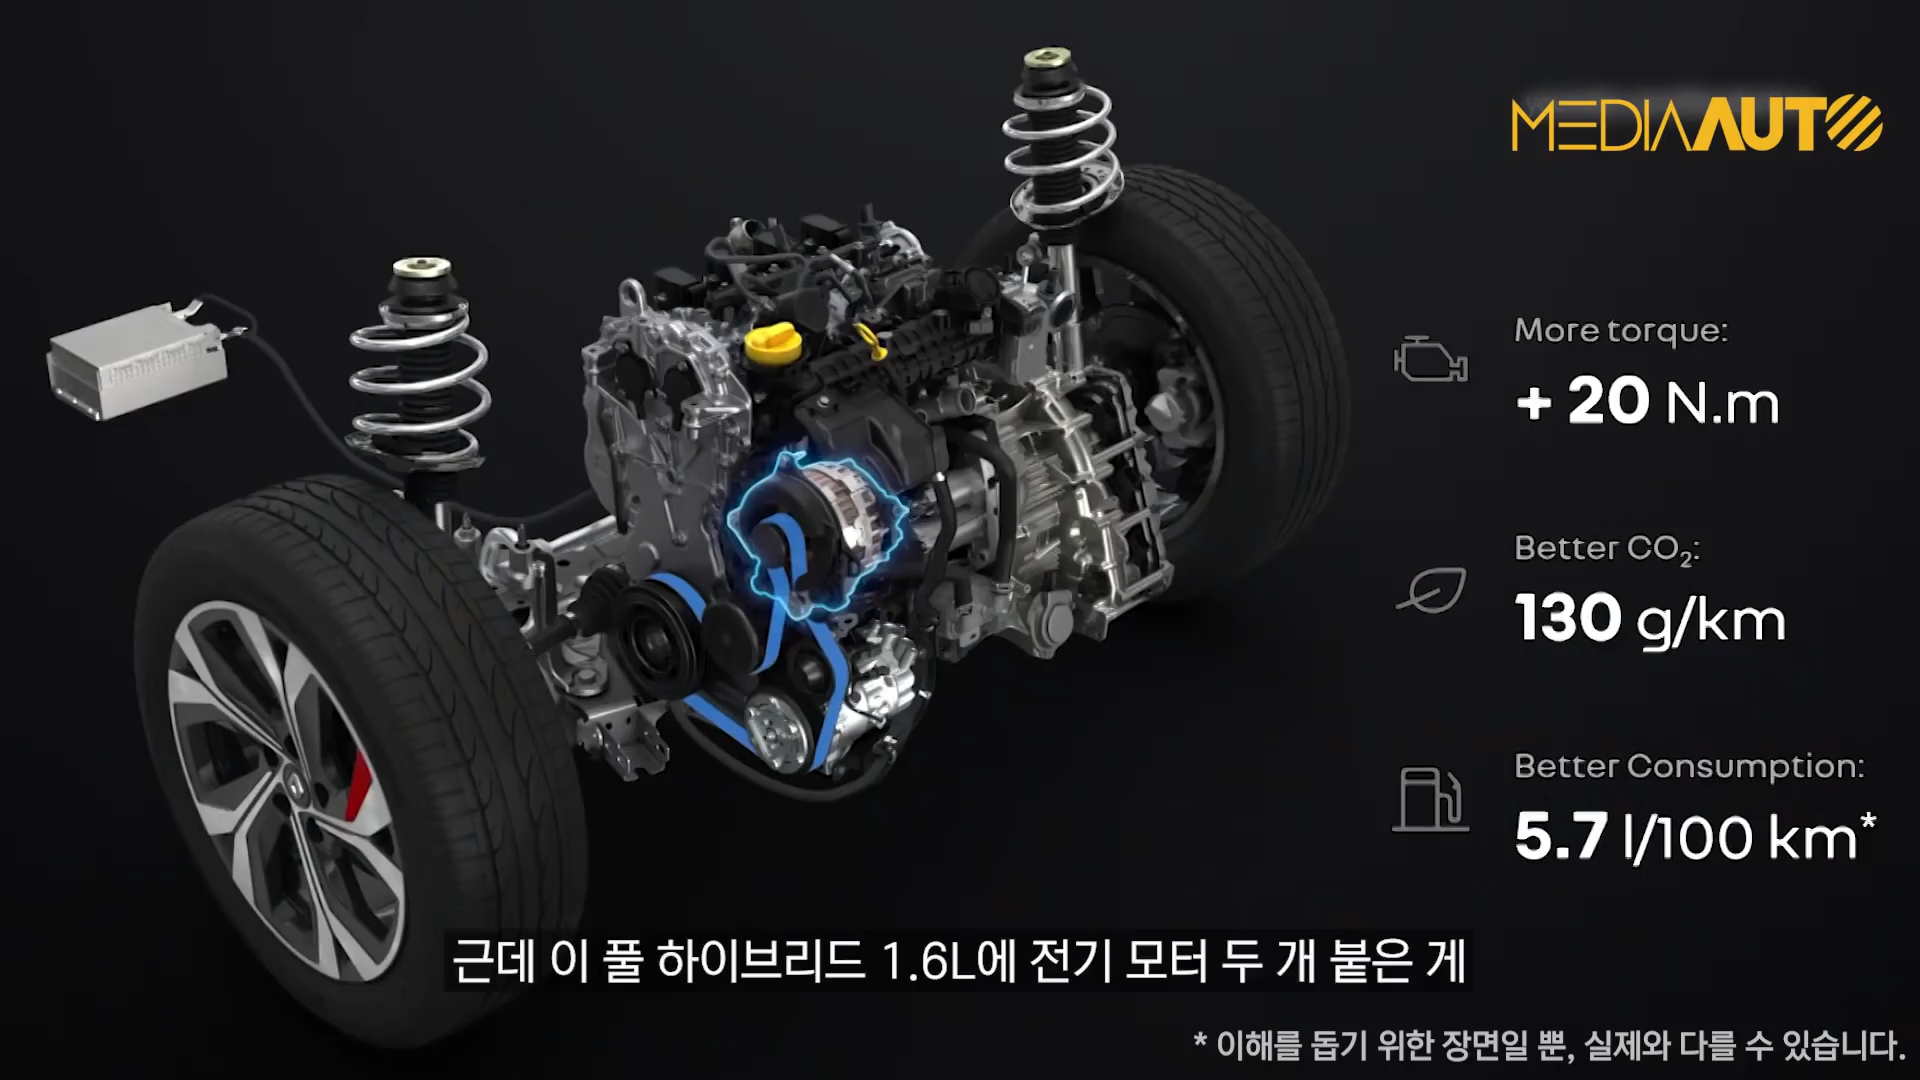 MEDIAAUTO
More torque:
+ 20 N.m
Better CO₂:
130 g/km
Better Consumption:
5.7 l/100 km*
근데 이 풀 하이브리드 1.6L에 전기 모터 두 개 붙은 게
* 이해를 돕기 위한 장면일 뿐, 실제와 다를 수 있습니다.